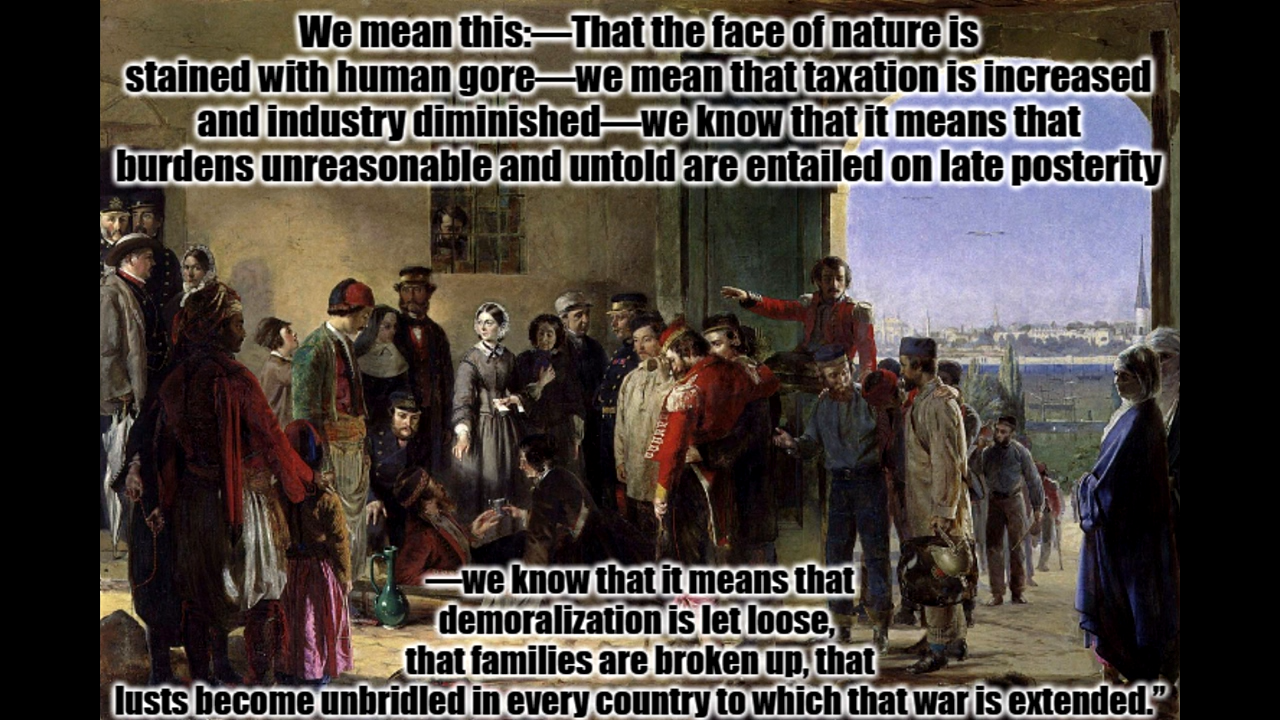 We mean this:—That the face of nature is
stained with human gore—we mean that taxation is increased
and industry diminished—we know that it means that
burdens unreasonable and untold are entailed on late posterity
—we know that it means that
demoralization is let loose,
that families are broken up, that
lusts become unbridled in every country to which that war is extended.”